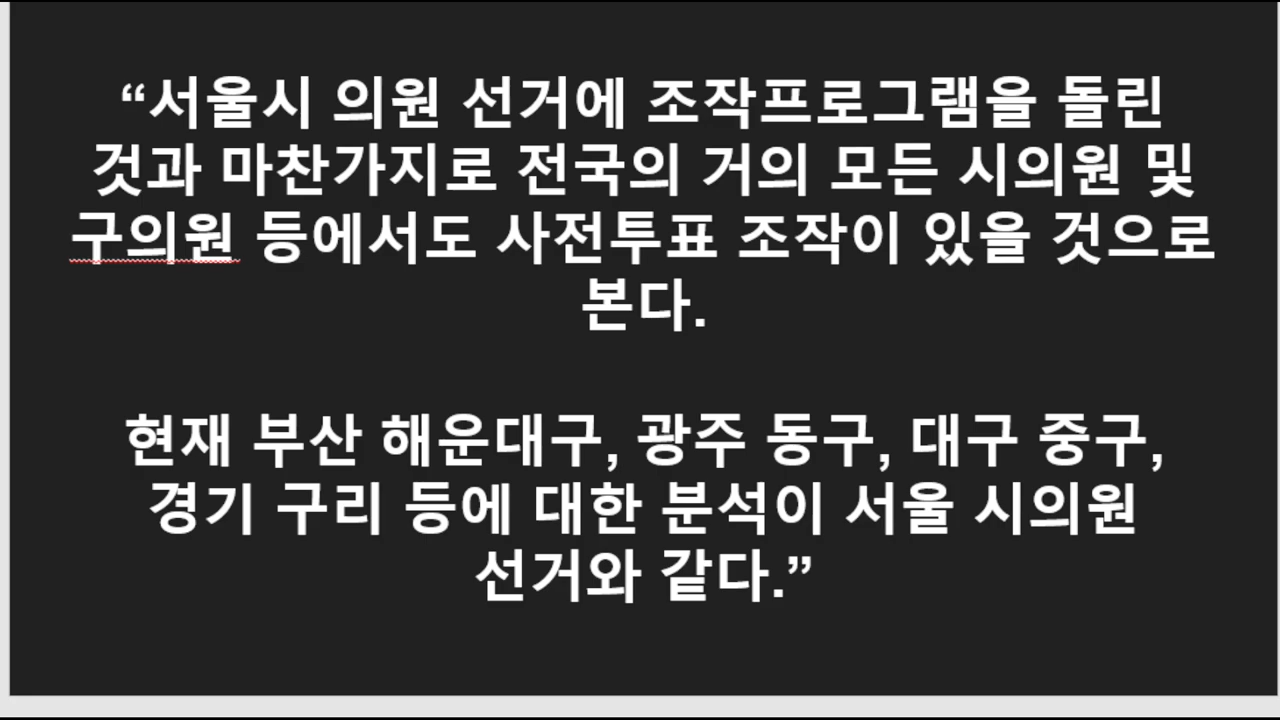 “서울시 의원 선거에 조작프로그램을 돌린
것과 마찬가지로 전국의 거의 모든 시의원 및
구의원 등에서도 사전투표 조작이 있을 것으로
본다.
현재 부산 해운대구, 광주 동구, 대구 중구,
경기 구리 등에 대한 분석이 서울 시의원
선거와 같다.”